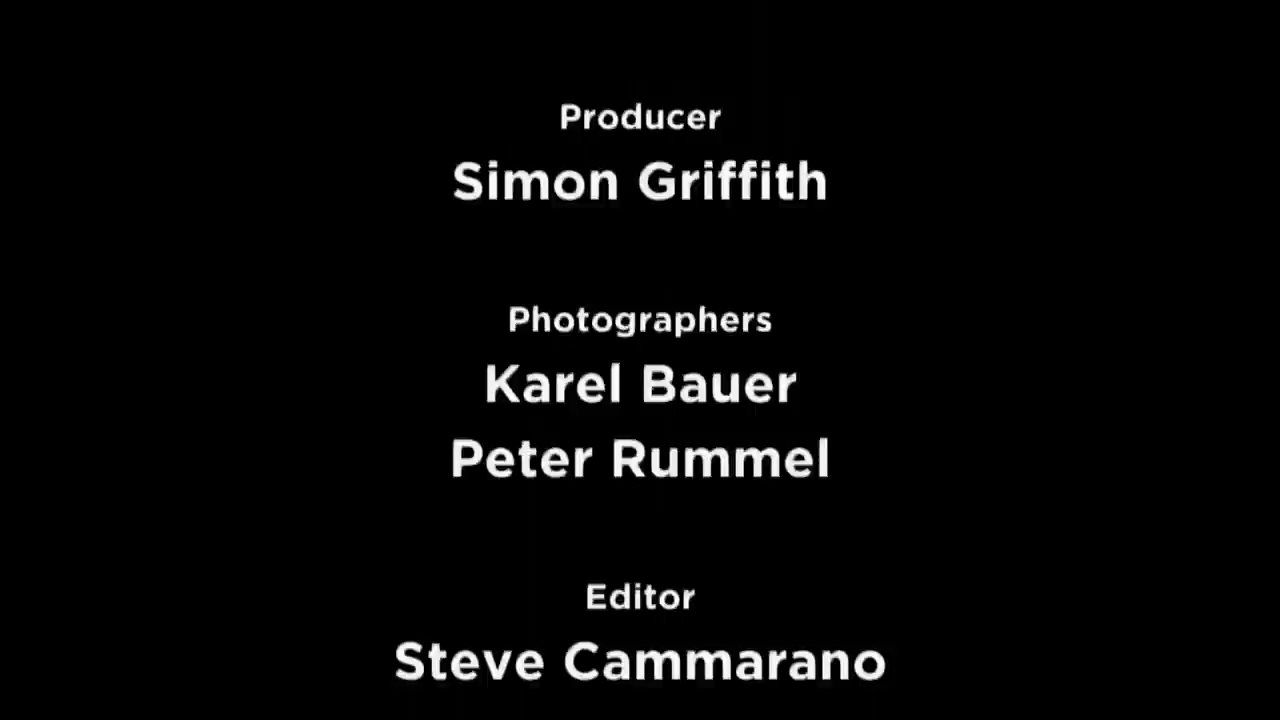 Producer
Simon Griffith
Photographers
Karel Bauer
Peter Rummel
Editor
Steve Cammarano